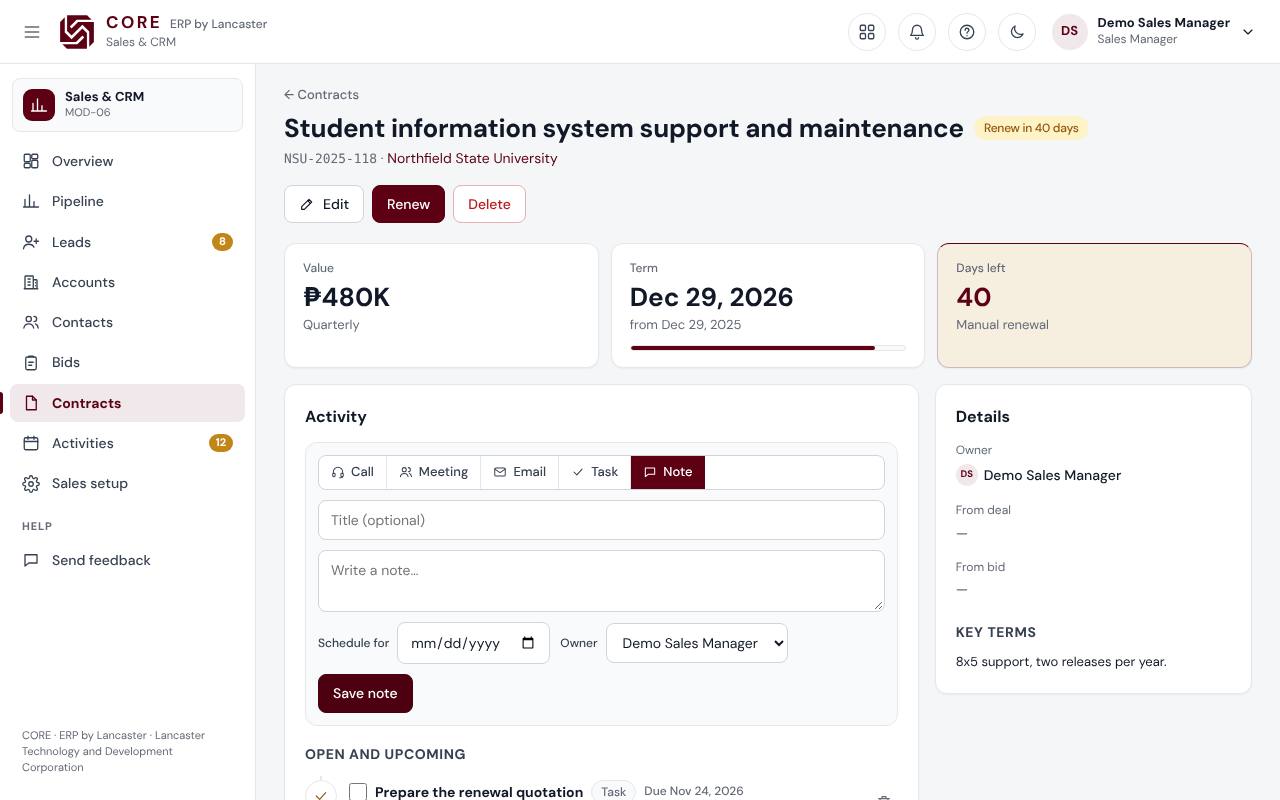 CORE ERP by Lancaster
Sales & CRM
DS
Demo Sales Manager
Sales Manager
Sales & CRM
MOD-06
Overview
Pipeline
Leads 8
Accounts
Contacts
Bids
Contracts
Activities 12
Sales setup
HELP
Send feedback
CORE · ERP by Lancaster · Lancaster
Technology and Development
Corporation
← Contracts
Student information system support and maintenance Renew in 40 days
NSU-2025-118 · Northfield State University
Edit Renew Delete
Value
₱480K
Quarterly
Term
Dec 29, 2026
from Dec 29, 2025
Days left
40
Manual renewal
Activity
Call Meeting Email Task Note
Title (optional)
Write a note...
Schedule for mm/dd/yyyy Owner Demo Sales Manager
Save note
OPEN AND UPCOMING
Prepare the renewal quotation Task Due Nov 24, 2026
Details
Owner
DS Demo Sales Manager
From deal
—
From bid
—
KEY TERMS
8x5 support, two releases per year.